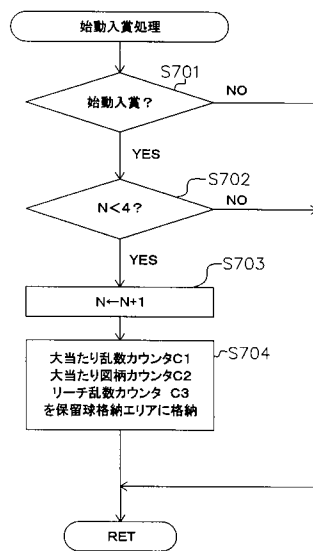 始動入賞処理
S701
始動入賞？
NO
YES
S702
N<4？
NO
YES
S703
N←N+1
S704
大当たり乱数カウンタC1
大当たり図柄カウンタC2
リーチ乱数カウンタ C3
を保留球格納エリアに格納
RET